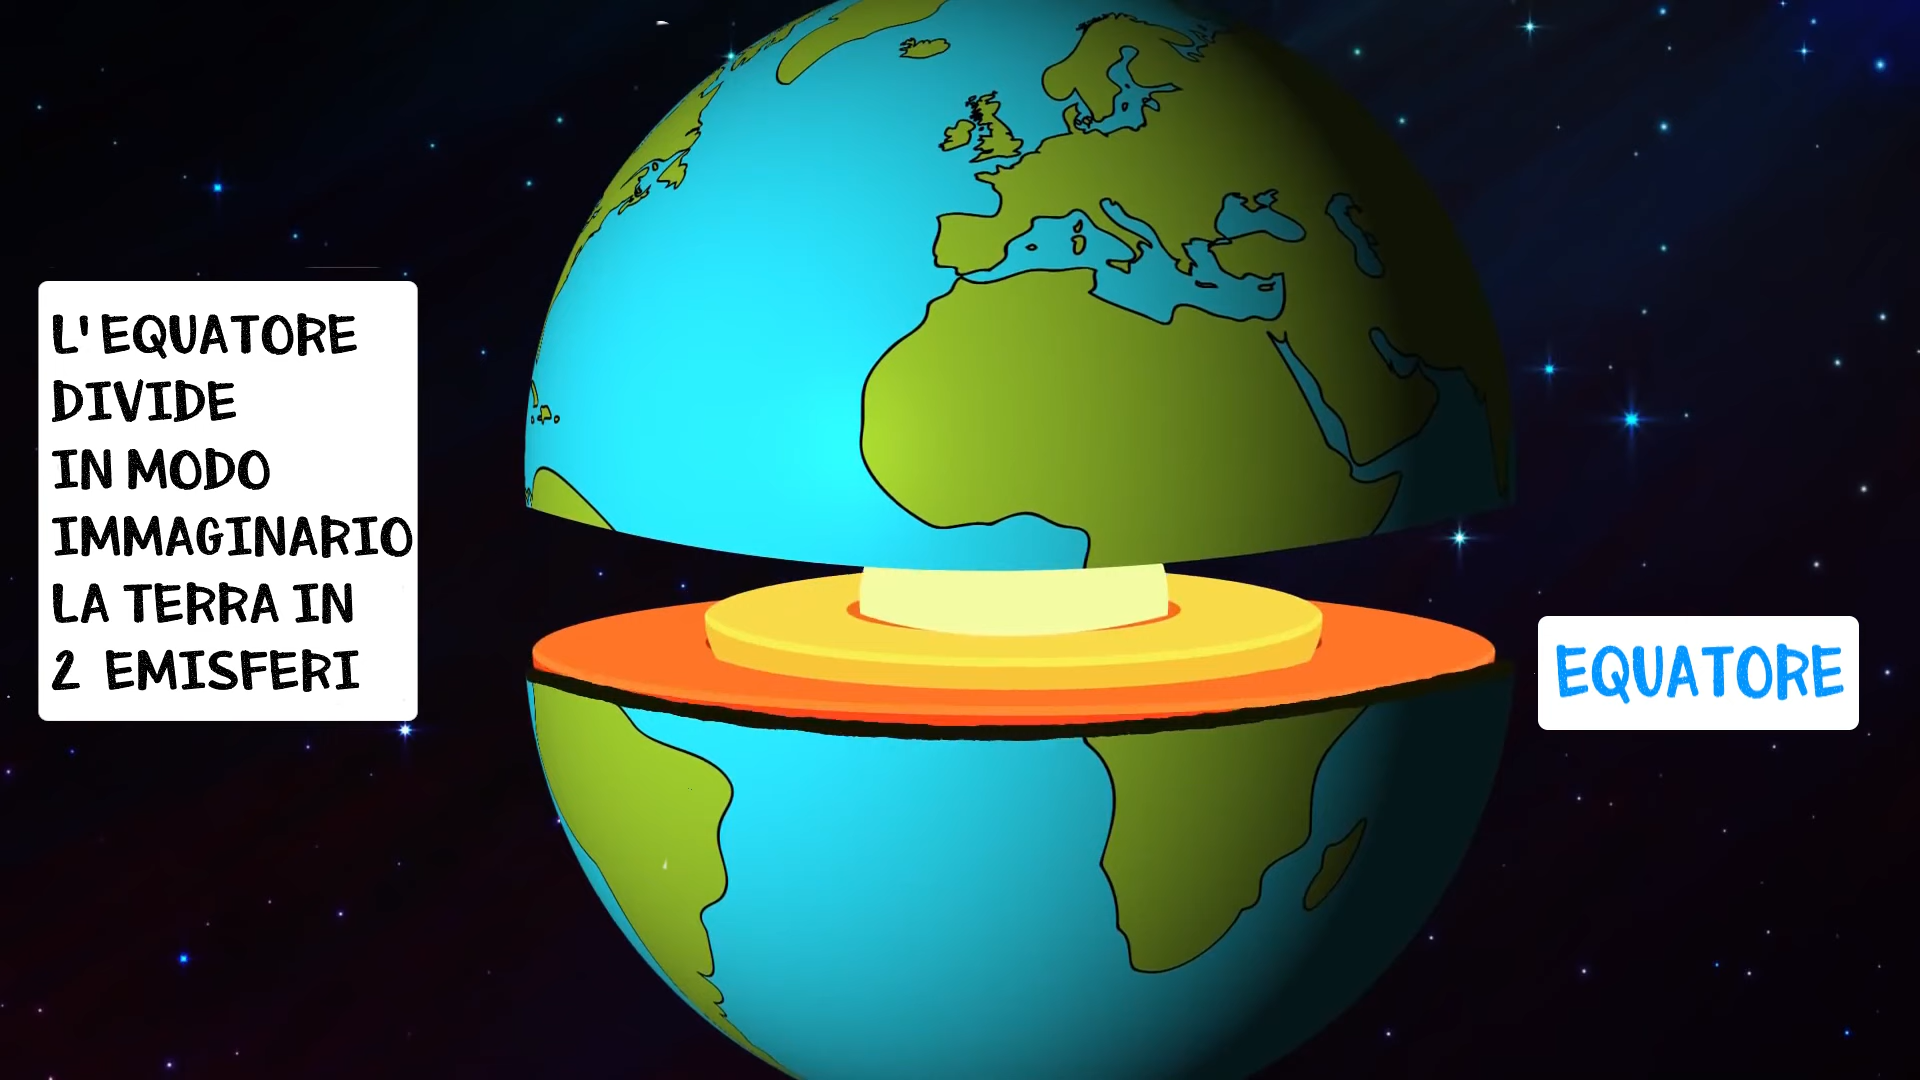 L'EQUATORE
DIVIDE
IN MODO
IMMAGINARIO
LA TERRA IN
2 EMISFERI
EQUATORE